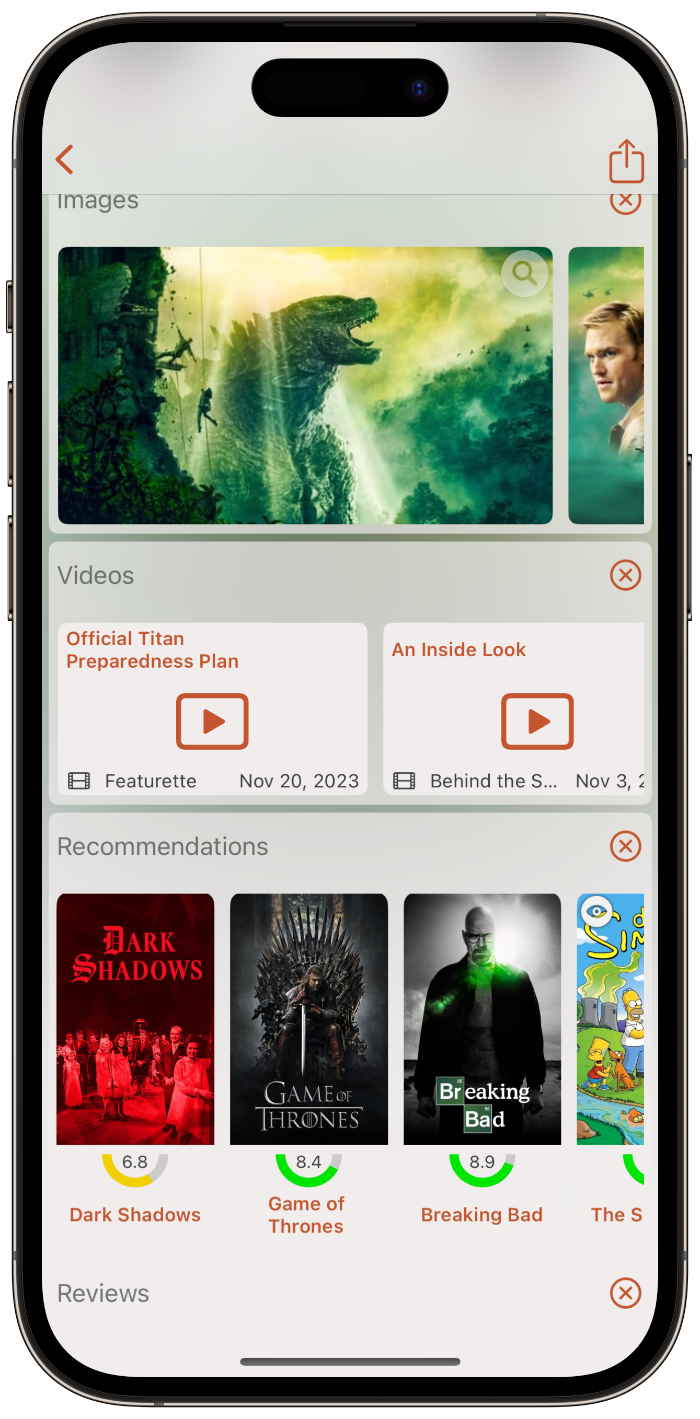 Images
Videos
Official Titan
Preparedness Plan
An Inside Look
Featurette
Nov 20, 2023
Behind the S...
Nov 3, 2
Recommendations
DARK
SHADOWS
GAME OF
THRONES
Breaking
Bad
d
SIM
6.8
8.4
8.9
Dark Shadows
Game of
Thrones
Breaking Bad
The S
Reviews